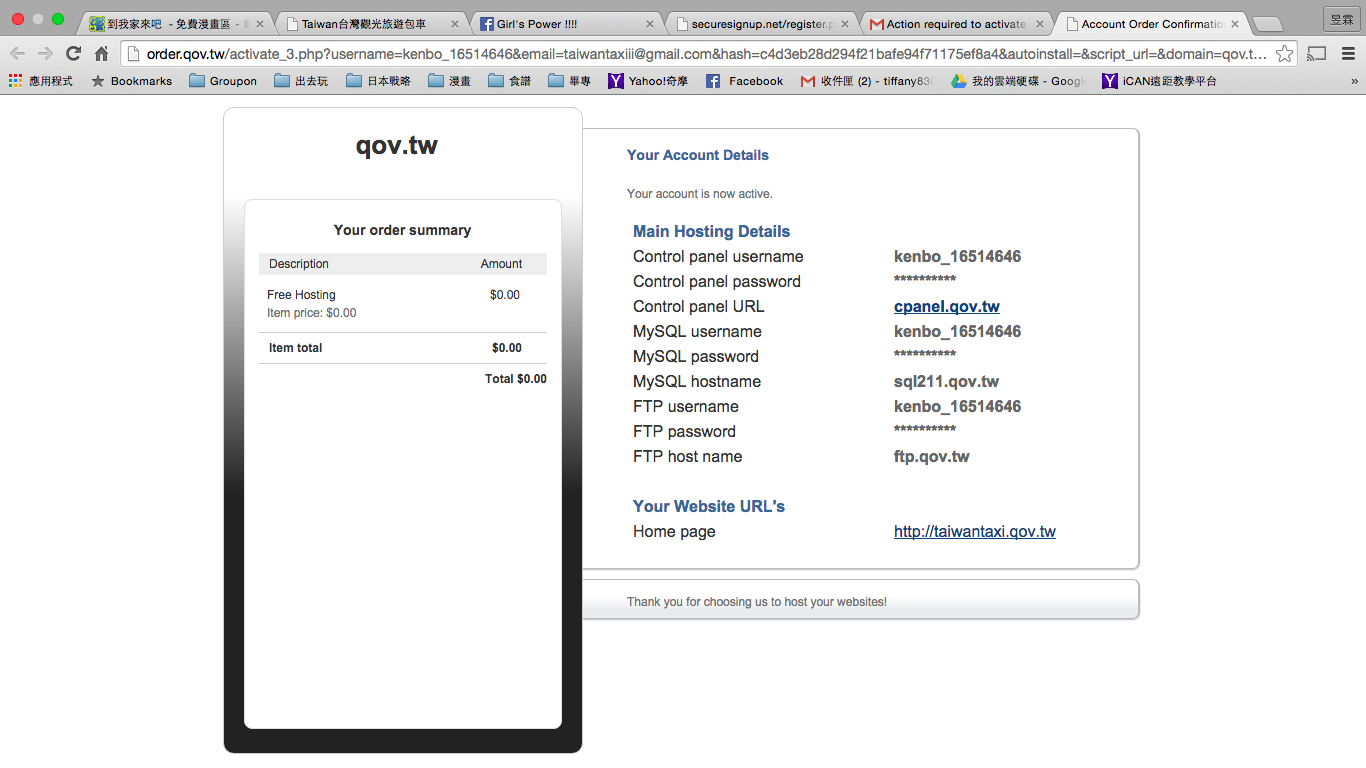 到我家來吧 - 免費漫畫區 -
Taiwan台灣觀光旅遊包車
Girl's Power !!!!
securesignup.net/register.p
Action required to activate
Account Order Confirmatio
昱霖
order.qov.tw/activate_3.php?username=kenbo_16514646&email=taiwantaxiii@gmail.com&hash=c4d3eb28d294f21bafe94f71175ef8a4&autoinstall=&script_url=&domain=qov.t...
應用程式 Bookmarks Groupon 出去玩 日本戰略 漫畫 食譜 畢專 Yahoo!奇摩 Facebook 收件匣 (2) - tiffany830 我的雲端硬碟 - Googl iCAN遠距教學平台 »
qov.tw
Your order summary
Description Amount
Free Hosting $0.00
Item price: $0.00
Item total $0.00
Total $0.00
Your Account Details
Your account is now active.
Main Hosting Details
Control panel username kenbo_16514646
Control panel password **********
Control panel URL cpanel.qov.tw
MySQL username kenbo_16514646
MySQL password **********
MySQL hostname sql211.qov.tw
FTP username kenbo_16514646
FTP password **********
FTP host name ftp.qov.tw
Your Website URL's
Home page http://taiwantaxi.qov.tw
Thank you for choosing us to host your websites!